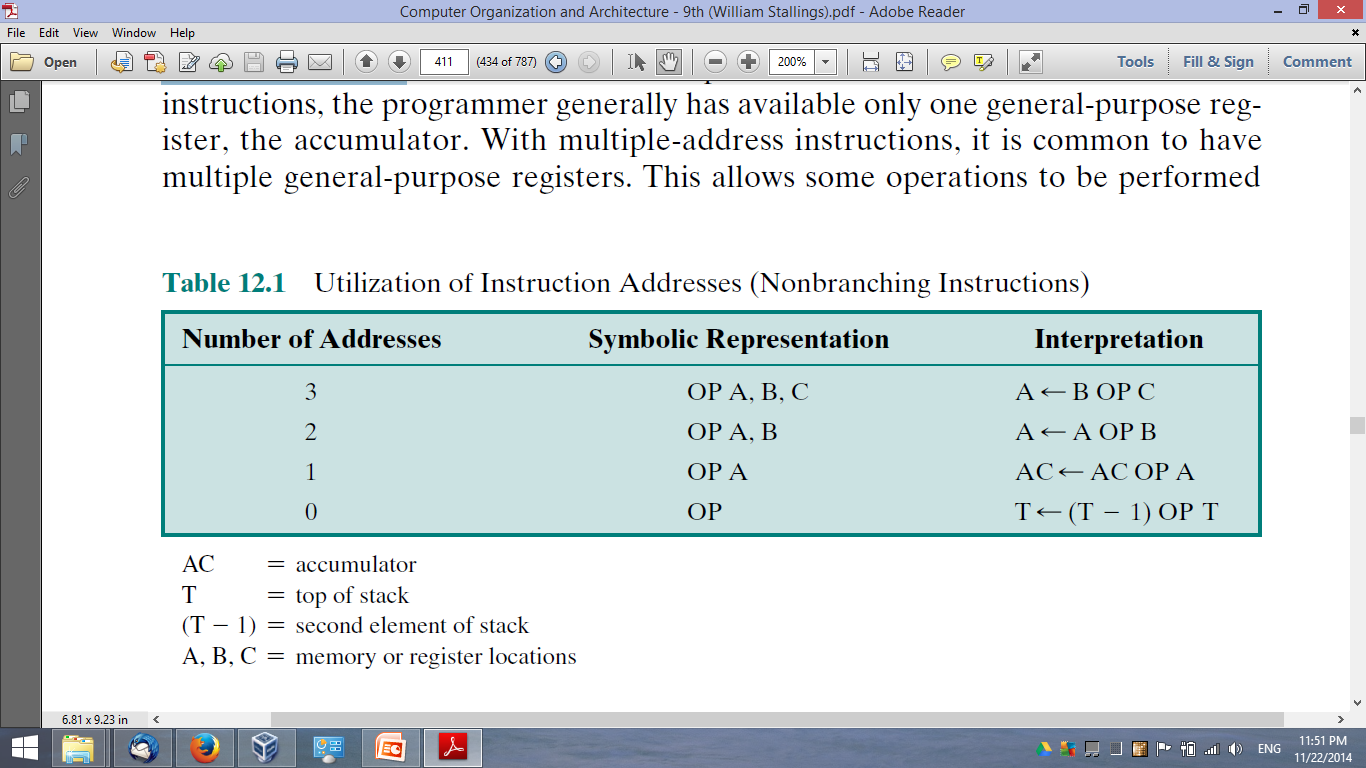 Computer Organization and Architecture - 9th (William Stallings).pdf - Adobe Reader
File Edit View Window Help
Open 411 (434 of 787) 200% Tools Fill & Sign Comment
instructions, the programmer generally has available only one general-purpose reg-
ister, the accumulator. With multiple-address instructions, it is common to have
multiple general-purpose registers. This allows some operations to be performed
Table 12.1 Utilization of Instruction Addresses (Nonbranching Instructions)
Number of Addresses Symbolic Representation Interpretation
3 OP A, B, C A ← B OP C
2 OP A, B A ← A OP B
1 OP A AC ← AC OP A
0 OP T ← (T − 1) OP T
AC = accumulator
T = top of stack
(T − 1) = second element of stack
A, B, C = memory or register locations
6.81 x 9.23 in
ENG 11:51 PM
11/22/2014